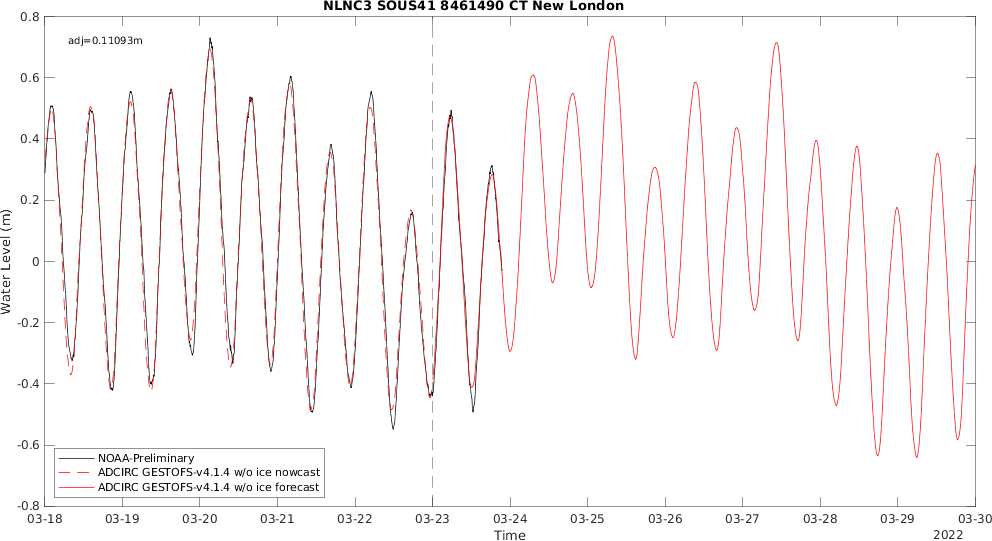 NLNC3 SOUS41 8461490 CT New London
0.8
adj=0.11093m
0.6
0.4
0.2
0
-0.2
-0.4
-0.6
-0.8
Water Level (m)
NOAA-Preliminary
ADCIRC GESTOFS-v4.1.4 w/o ice nowcast
ADCIRC GESTOFS-v4.1.4 w/o ice forecast
03-18 03-19 03-20 03-21 03-22 03-23 03-24 03-25 03-26 03-27 03-28 03-29 03-30
Time
2022